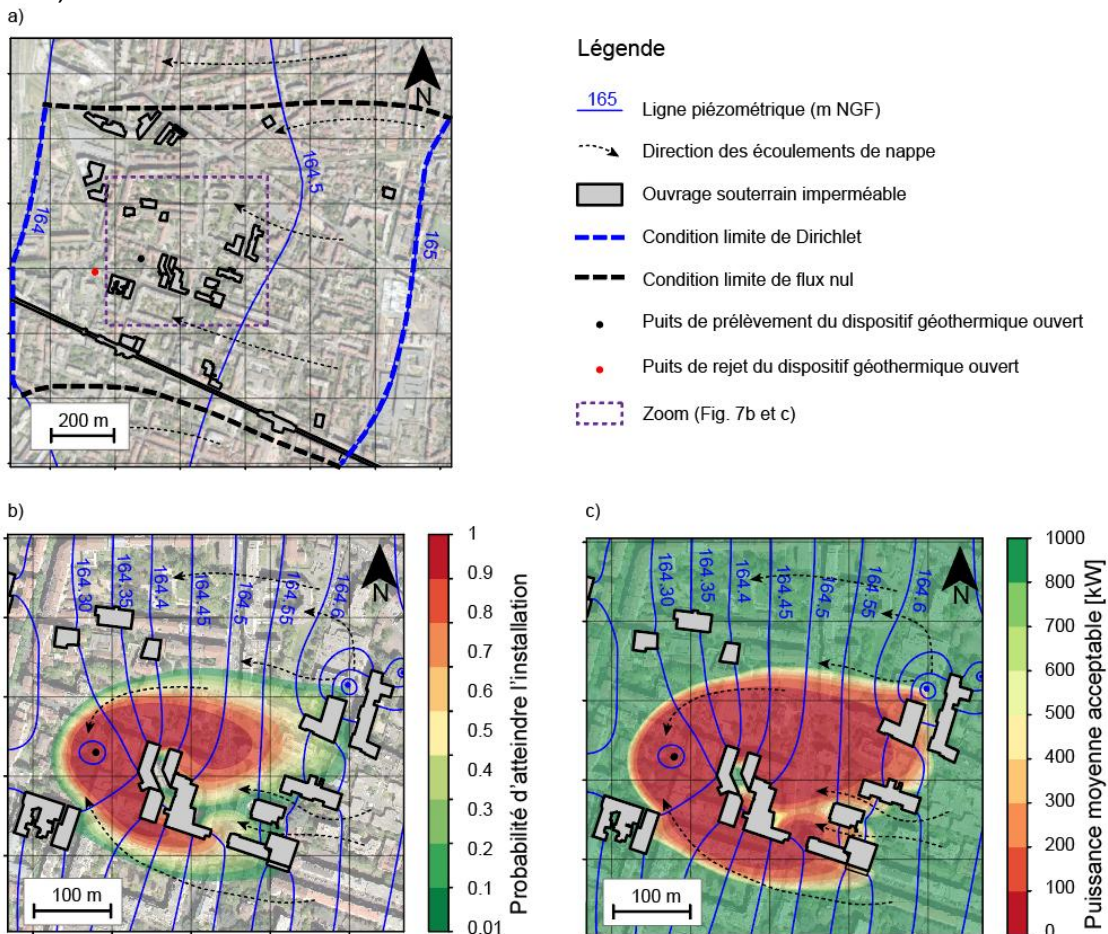 a)
N
164
164.5
165
200 m
Légende
165
Ligne piézométrique (m NGF)
Direction des écoulements de nappe
Ouvrage souterrain imperméable
Condition limite de Dirichlet
Condition limite de flux nul
Puits de prélèvement du dispositif géothermique ouvert
Puits de rejet du dispositif géothermique ouvert
Zoom (Fig. 7b et c)
b)
N
164.30
164.35
164.4
164.45
164.5
164.55
164.6
100 m
1
0.9
0.8
0.7
0.6
0.5
0.4
0.3
0.2
0.1
0.01
Probabilité d'atteindre l'installation
c)
N
164.30
164.35
164.4
164.45
164.5
164.55
164.6
100 m
1000
800
700
600
500
400
300
200
100
0
Puissance moyenne acceptable [kW]